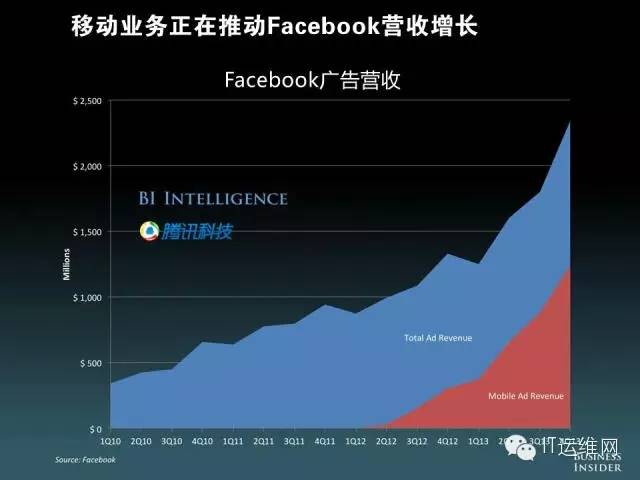 移动业务正在推动Facebook营收增长
Facebook广告营收
$ 2,500
$ 2,000
BI INTELLIGENCE
腾讯科技
$ 1,500
Millions
$ 1,000
Total Ad Revenue
$ 500
Mobile Ad Revenue
$ 0
1Q10 2Q10 3Q10 4Q10 1Q11 2Q11 3Q11 4Q11 1Q12 2Q12 3Q12 4Q12 1Q13 3Q13
IT运维网
Source: Facebook
BUSINESS
INSIDER